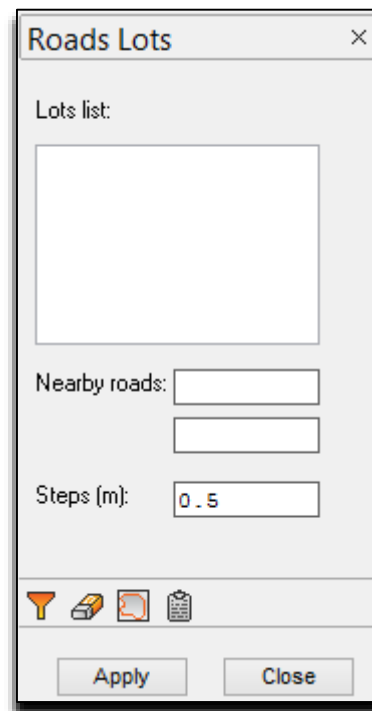 Roads Lots
Lots list:
Nearby roads:
Steps (m): 0.5
Apply Close